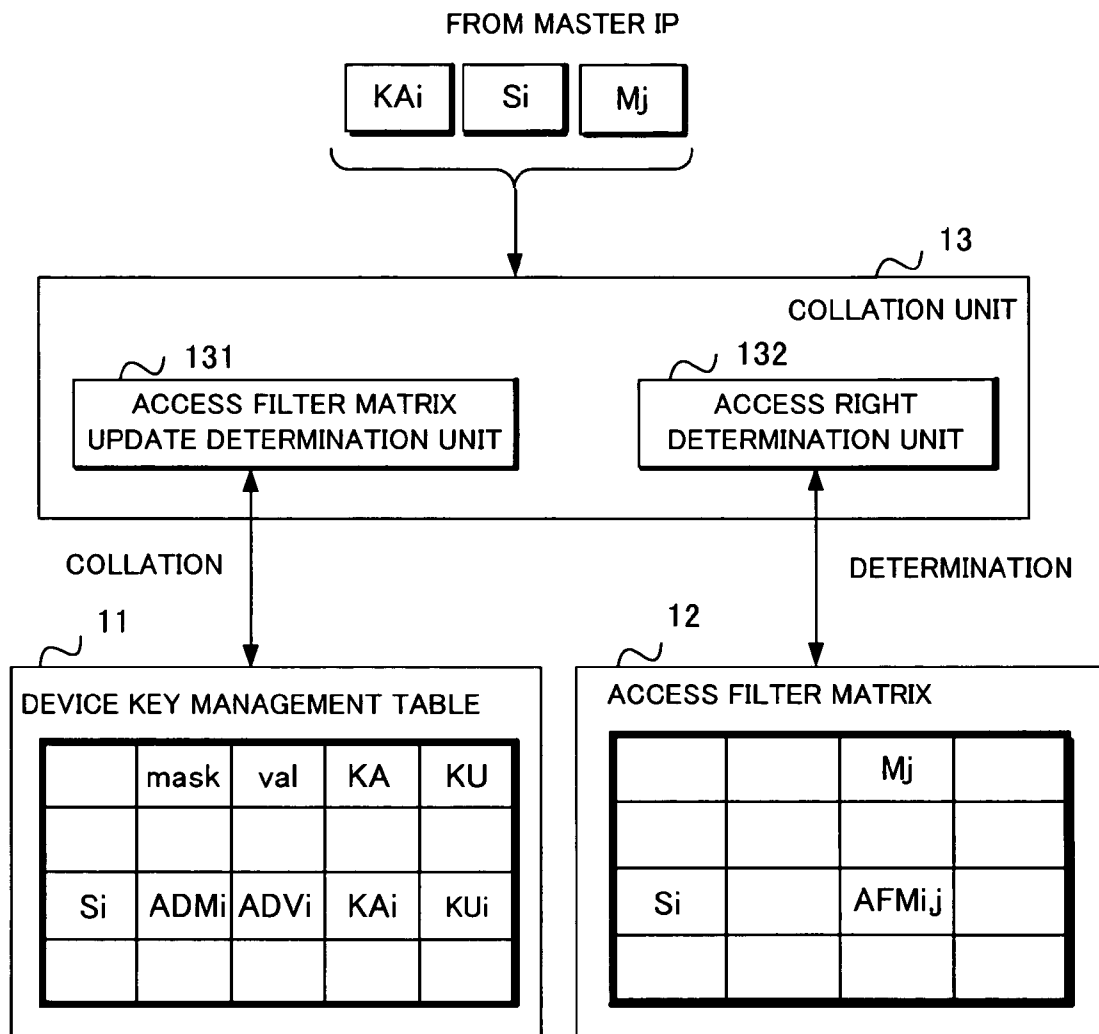 FROM MASTER IP
KAi Si Mj
13
COLLATION UNIT
131
ACCESS FILTER MATRIX
UPDATE DETERMINATION UNIT
132
ACCESS RIGHT
DETERMINATION UNIT
COLLATION
DETERMINATION
11
DEVICE KEY MANAGEMENT TABLE
mask val KA KU
Si ADMi ADVi KAi KUi
12
ACCESS FILTER MATRIX
Mj
Si AFMi,j